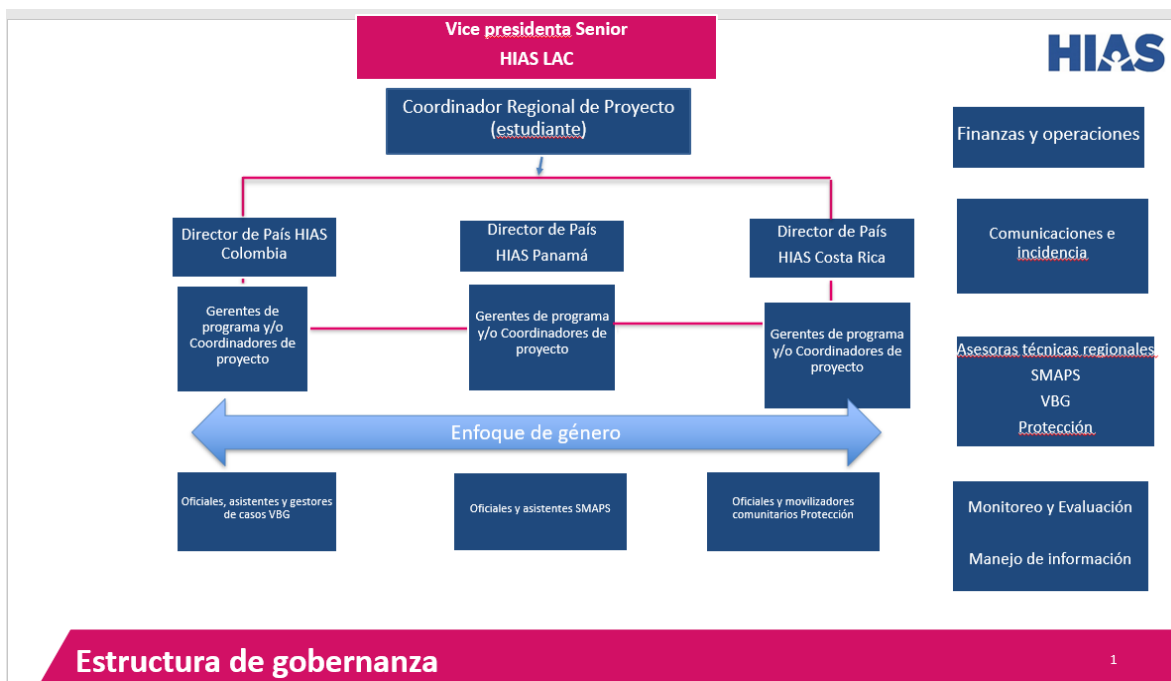 Vice presidenta Senior
HIAS LAC
HIAS
Coordinador Regional de Proyecto
(estudiante)
Finanzas y operaciones
Director de País HIAS
Colombia
Director de País
HIAS Panamá
Director de País
HIAS Costa Rica
Comunicaciones e
incidencia
Gerentes de
programa y/o
Coordinadores de
proyecto
Gerentes de programa
y/o Coordinadores de
proyecto
Gerentes de programa
y/o Coordinadores de
proyecto
Asesoras técnicas regionales
SMAPS
VBG
Protección
Enfoque de género
Oficiales, asistentes y gestores
de casos VBG
Oficiales y asistentes SMAPS
Oficiales y movilizadores
comunitarios Protección
Monitoreo y Evaluación
Manejo de información
Estructura de gobernanza
1